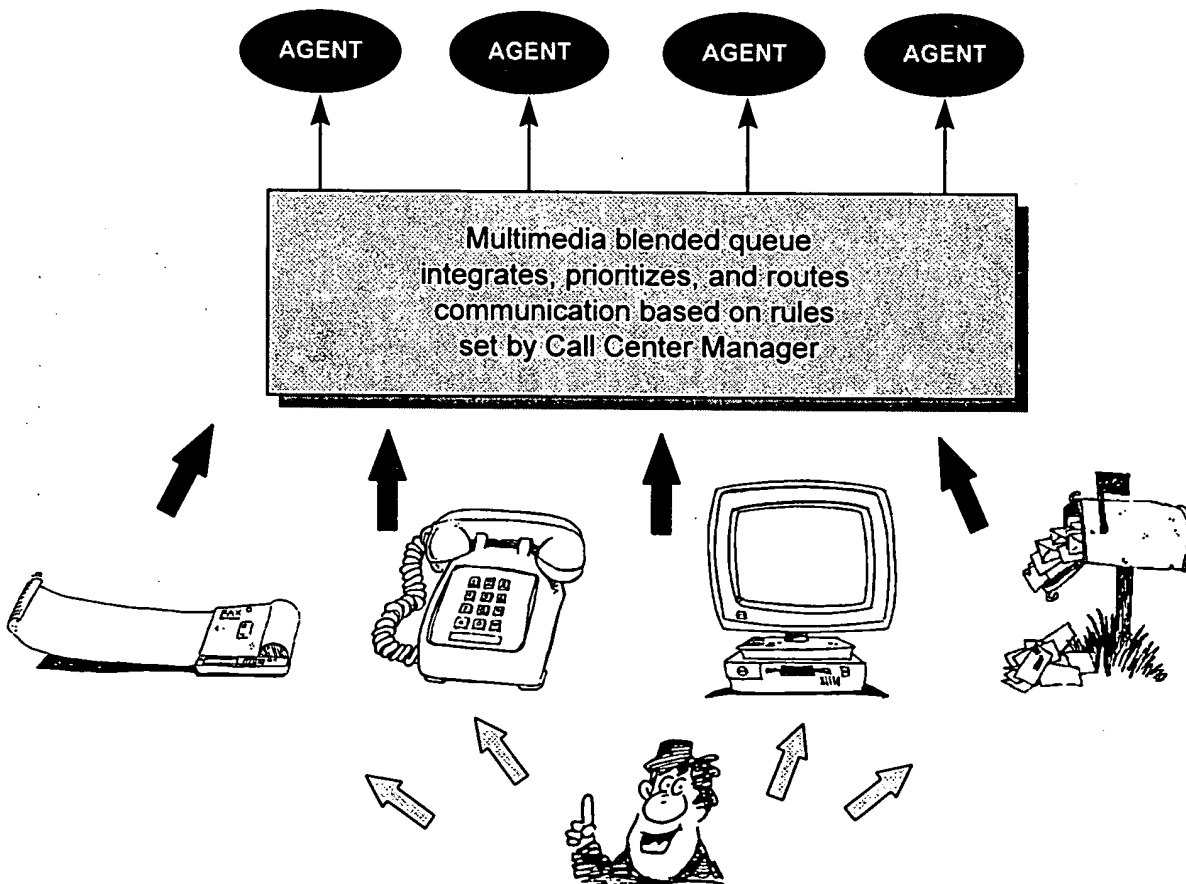 AGENT AGENT AGENT AGENT
Multimedia blended queue
integrates, prioritizes, and routes
communication based on rules
set by Call Center Manager
FAX